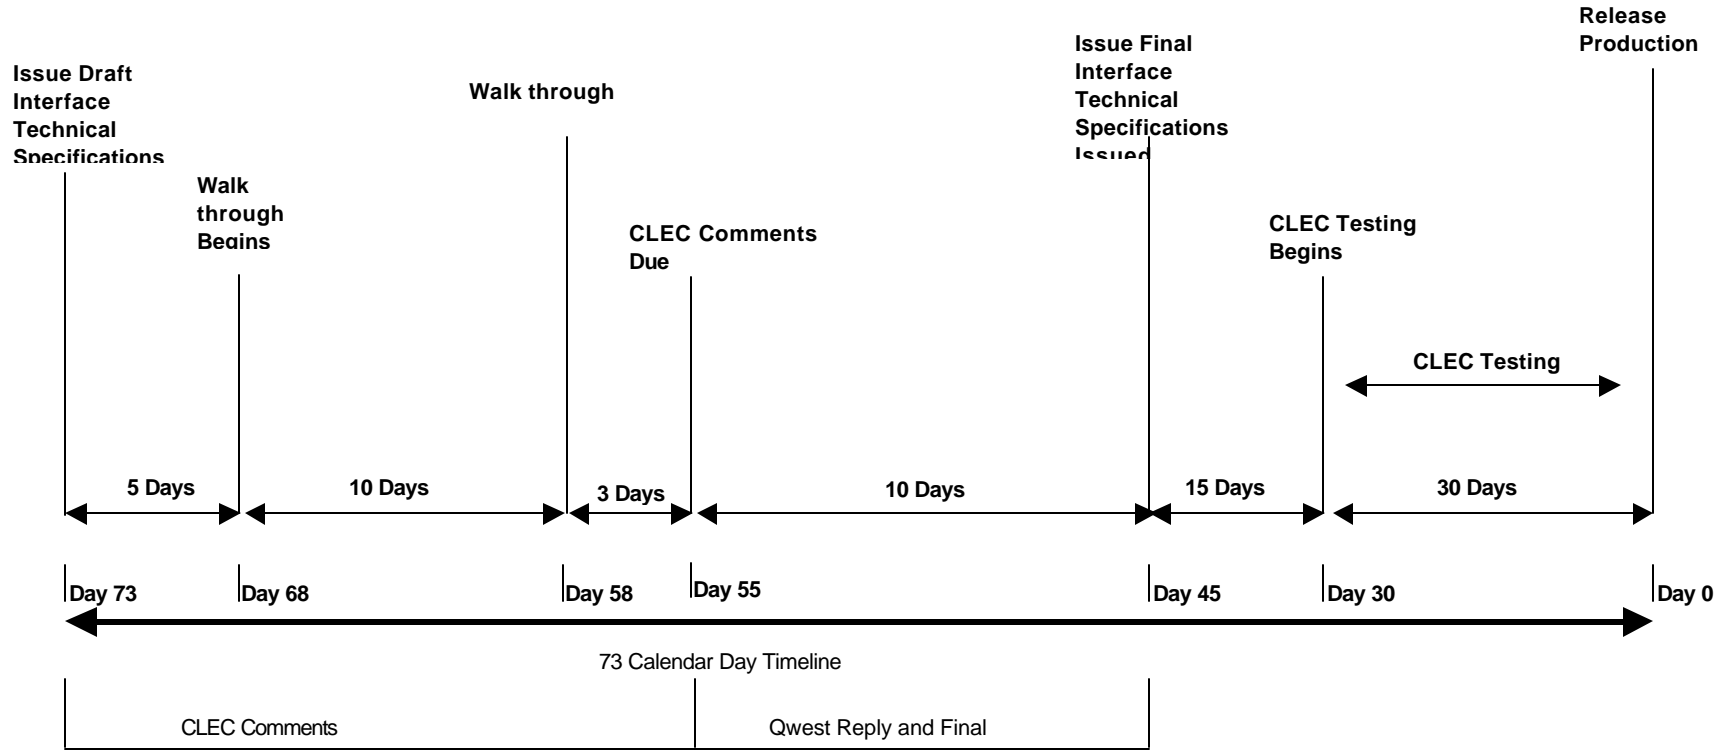 Release
Production
Issue Final
Interface
Technical
Specifications
Issued
Issue Draft
Interface
Technical
Specifications
Walk through
Walk
through
Begins
CLEC Comments
Due
CLEC Testing
Begins
CLEC Testing
5 Days
10 Days
3 Days
10 Days
15 Days
30 Days
Day 73
Day 68
Day 58
Day 55
Day 45
Day 30
Day 0
73 Calendar Day Timeline
CLEC Comments
Qwest Reply and Final